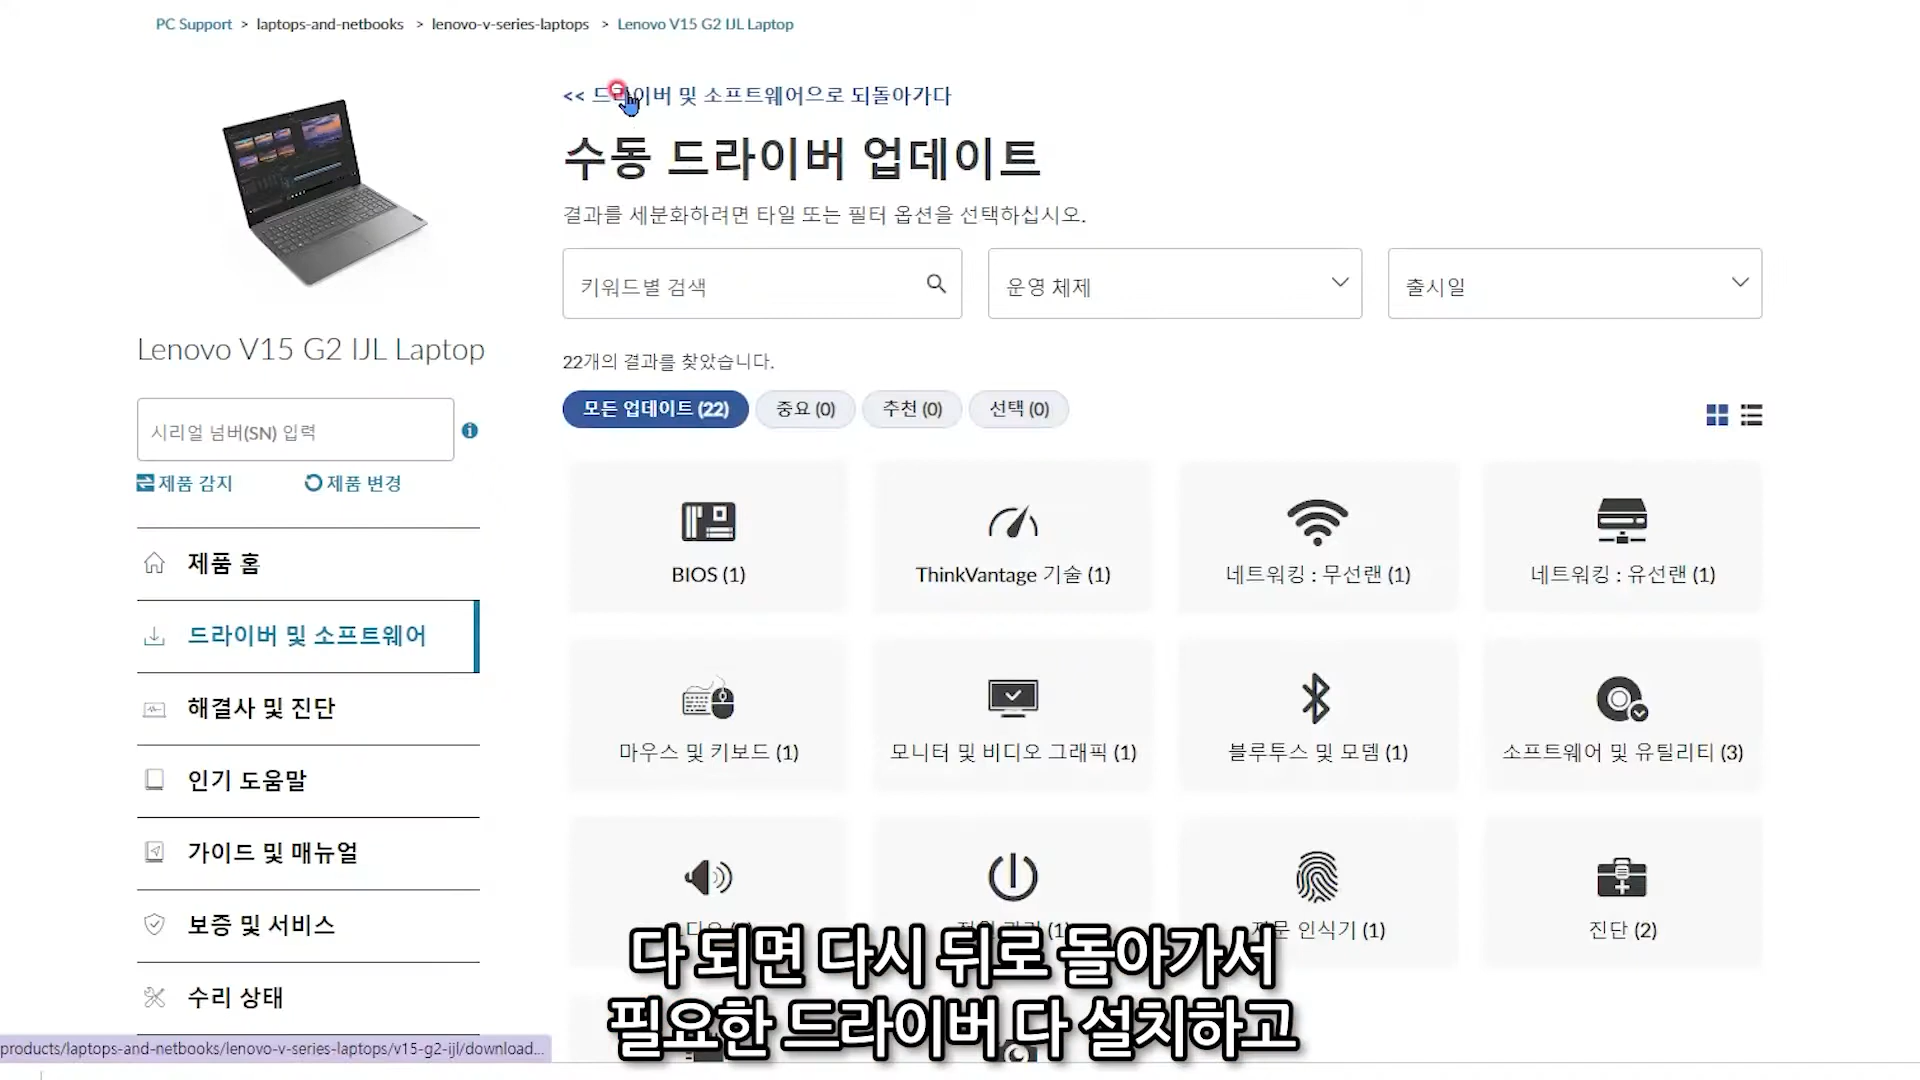 PC Support > laptops-and-netbooks > lenovo-v-series-laptops > Lenovo V15 G2 IJL Laptop
<< 드라이버 및 소프트웨어으로 되돌아가다
수동 드라이버 업데이트
결과를 세분화하려면 타일 또는 필터 옵션을 선택하십시오.
키워드별 검색
운영 체제
출시일
Lenovo V15 G2 IJL Laptop
22개의 결과를 찾았습니다.
시리얼 넘버(SN) 입력
모든 업데이트 (22)
중요 (0)
추천 (0)
선택 (0)
제품 감지
제품 변경
제품 홈
드라이버 및 소프트웨어
해결사 및 진단
인기 도움말
가이드 및 매뉴얼
보증 및 서비스
수리 상태
BIOS (1)
ThinkVantage 기술 (1)
네트워킹 : 무선랜 (1)
네트워킹 : 유선랜 (1)
마우스 및 키보드 (1)
모니터 및 비디오 그래픽 (1)
블루투스 및 모뎀 (1)
소프트웨어 및 유틸리티 (3)
인식기 (1)
진단 (2)
다 되면 다시 뒤로 돌아가서
필요한 드라이버 다 설치하고
products/laptops-and-netbooks/lenovo-v-series-laptops/v15-g2-ijl/download...